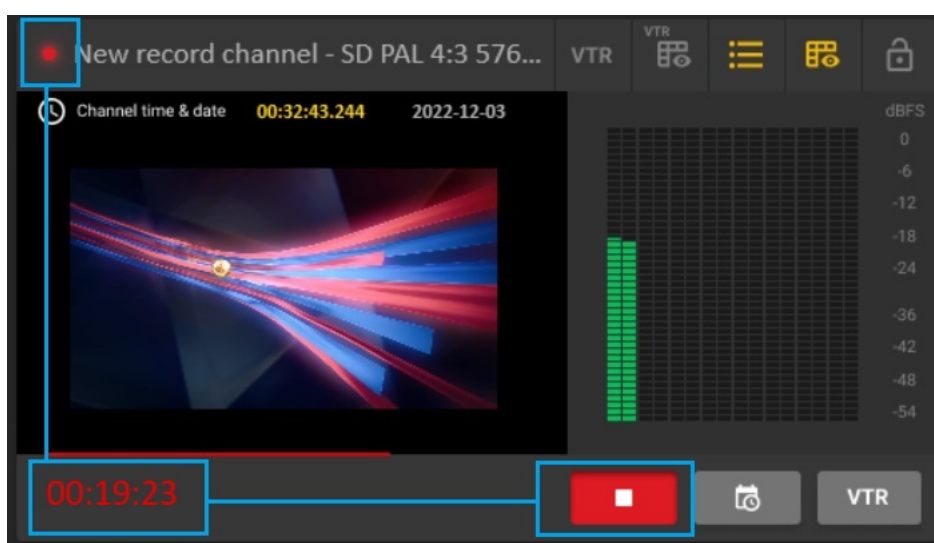 New record channel - SD PAL 4:3 576...
VTR
VTR
Channel time & date 00:32:43.244 2022-12-03
dBFS
0
-6
-12
-18
-24
-36
-42
-48
-54
00:19:23
VTR